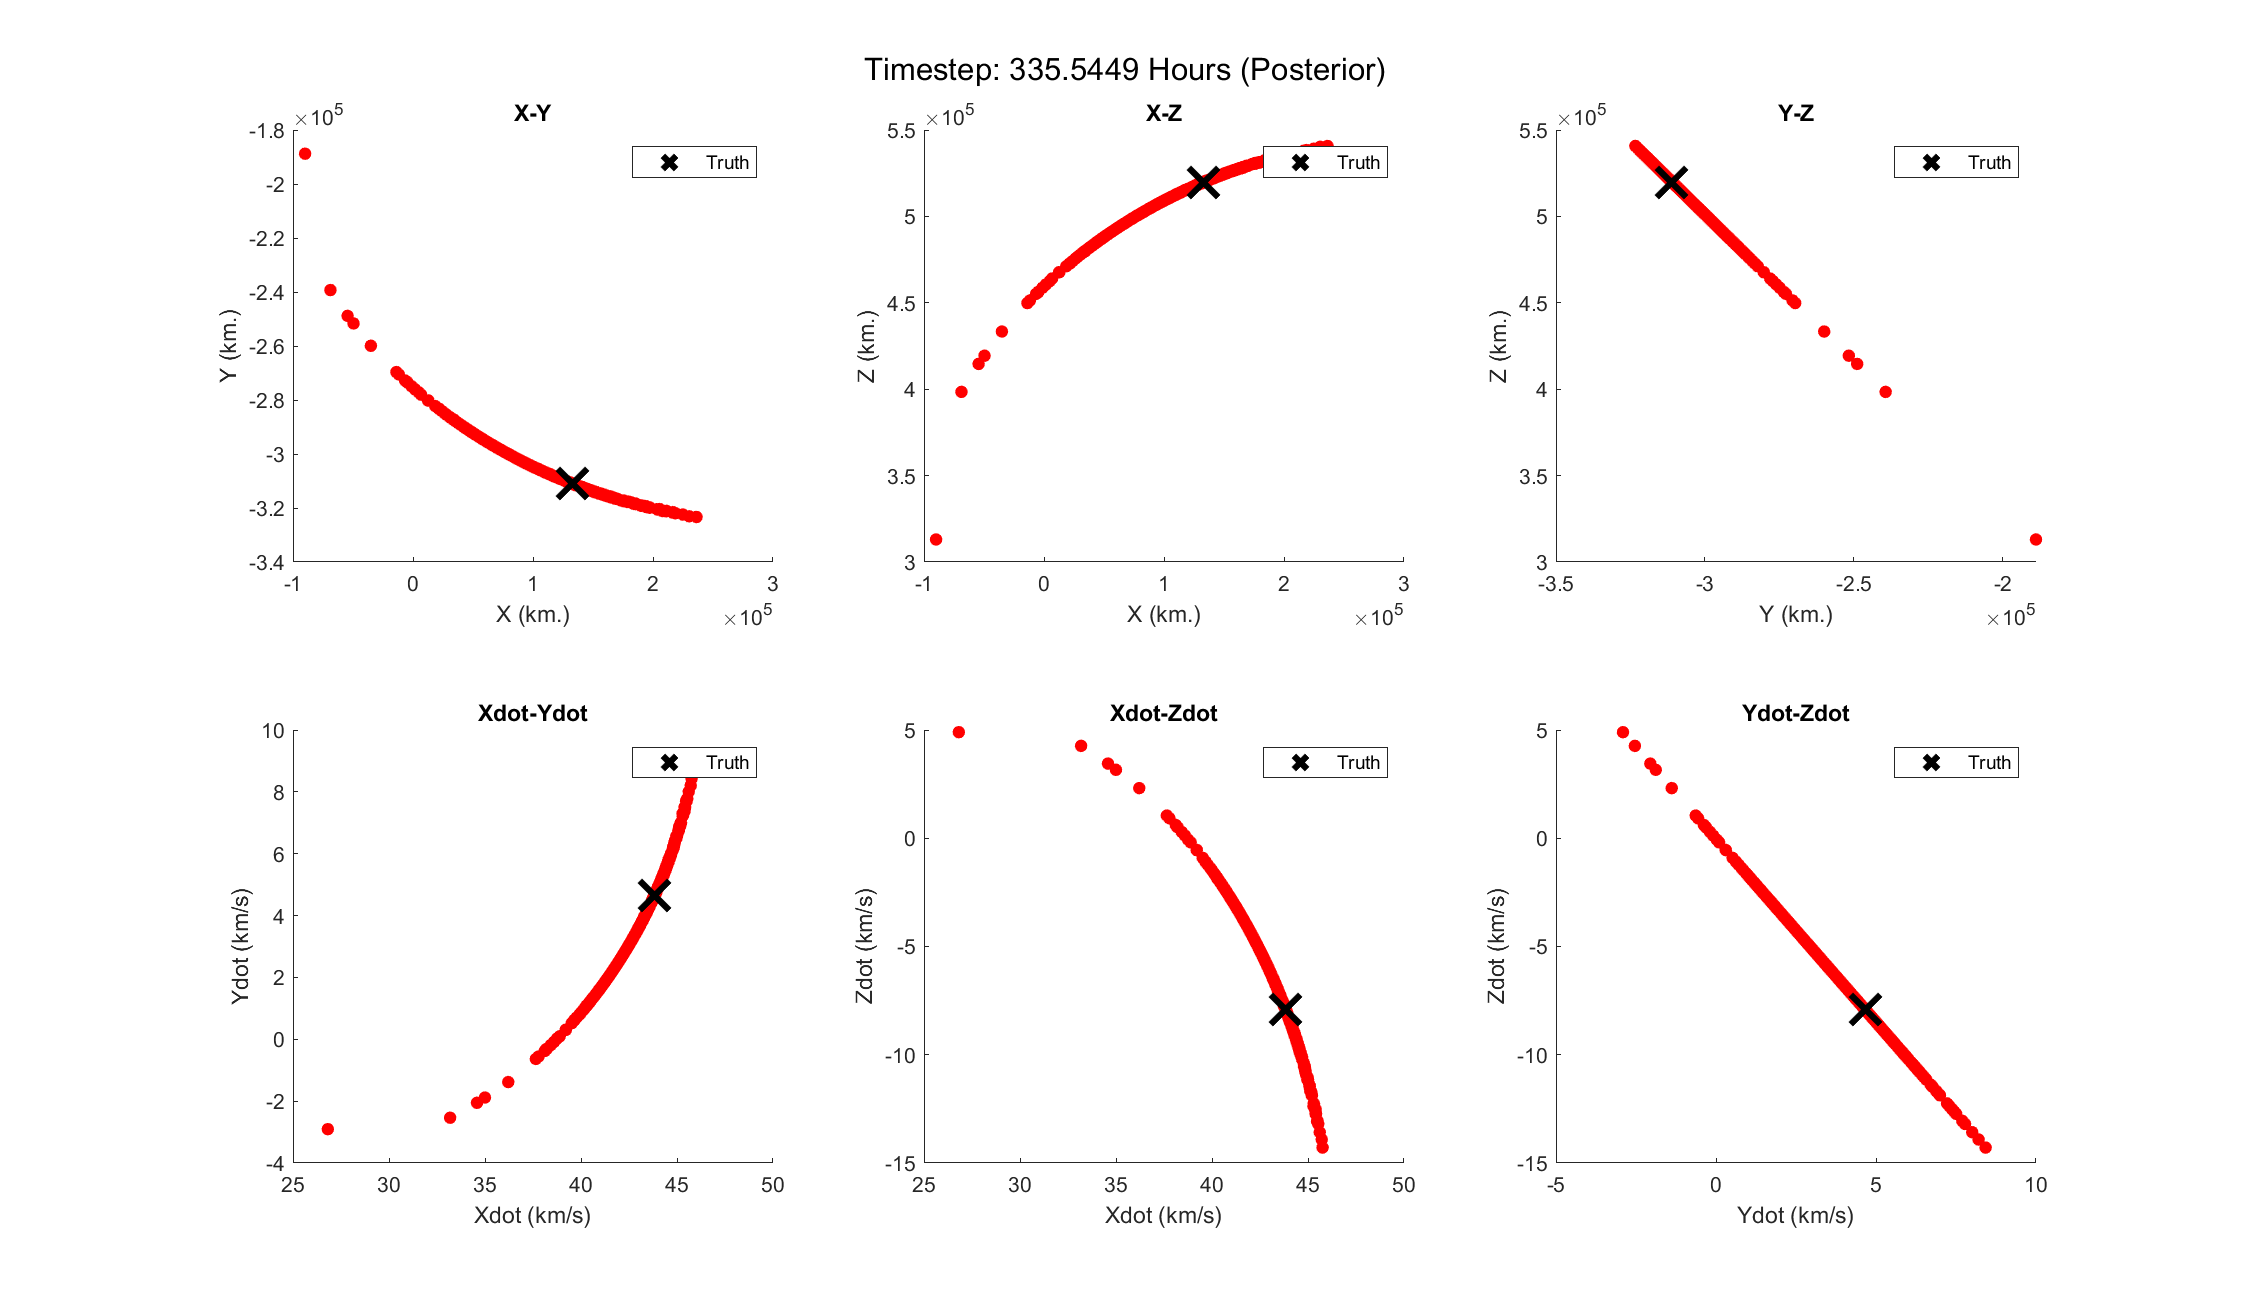 Timestep: 335.5449 Hours (Posterior)
X-Y
×10^5
-1.8
-2
-2.2
-2.4
-2.6
-2.8
-3
-3.2
-3.4
Y (km.)
Truth
-1 0 1 2 3
X (km.)
×10^5
X-Z
×10^5
5.5
5
4.5
4
3.5
3
Z (km.)
Truth
-1 0 1 2 3
X (km.)
×10^5
Y-Z
×10^5
5.5
5
4.5
4
3.5
3
Z (km.)
Truth
-3.5 -3 -2.5 -2
Y (km.)
×10^5
Xdot-Ydot
10
8
6
4
2
0
-2
-4
Ydot (km/s)
Truth
25 30 35 40 45 50
Xdot (km/s)
Xdot-Zdot
5
0
-5
-10
-15
Zdot (km/s)
Truth
25 30 35 40 45 50
Xdot (km/s)
Ydot-Zdot
5
0
-5
-10
-15
Zdot (km/s)
Truth
-5 0 5 10
Ydot (km/s)